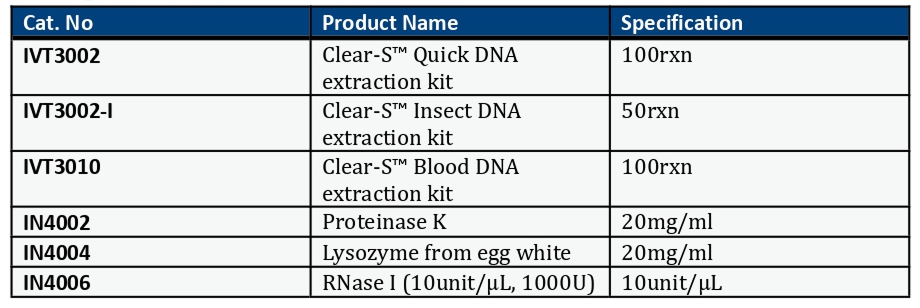 Cat. No Product Name Specification
IVT3002 Clear-S™ Quick DNA 100rxn
extraction kit
IVT3002-I Clear-S™ Insect DNA 50rxn
extraction kit
IVT3010 Clear-S™ Blood DNA 100rxn
extraction kit
IN4002 Proteinase K 20mg/ml
IN4004 Lysozyme from egg white 20mg/ml
IN4006 RNase I (10unit/μL, 1000U) 10unit/μL